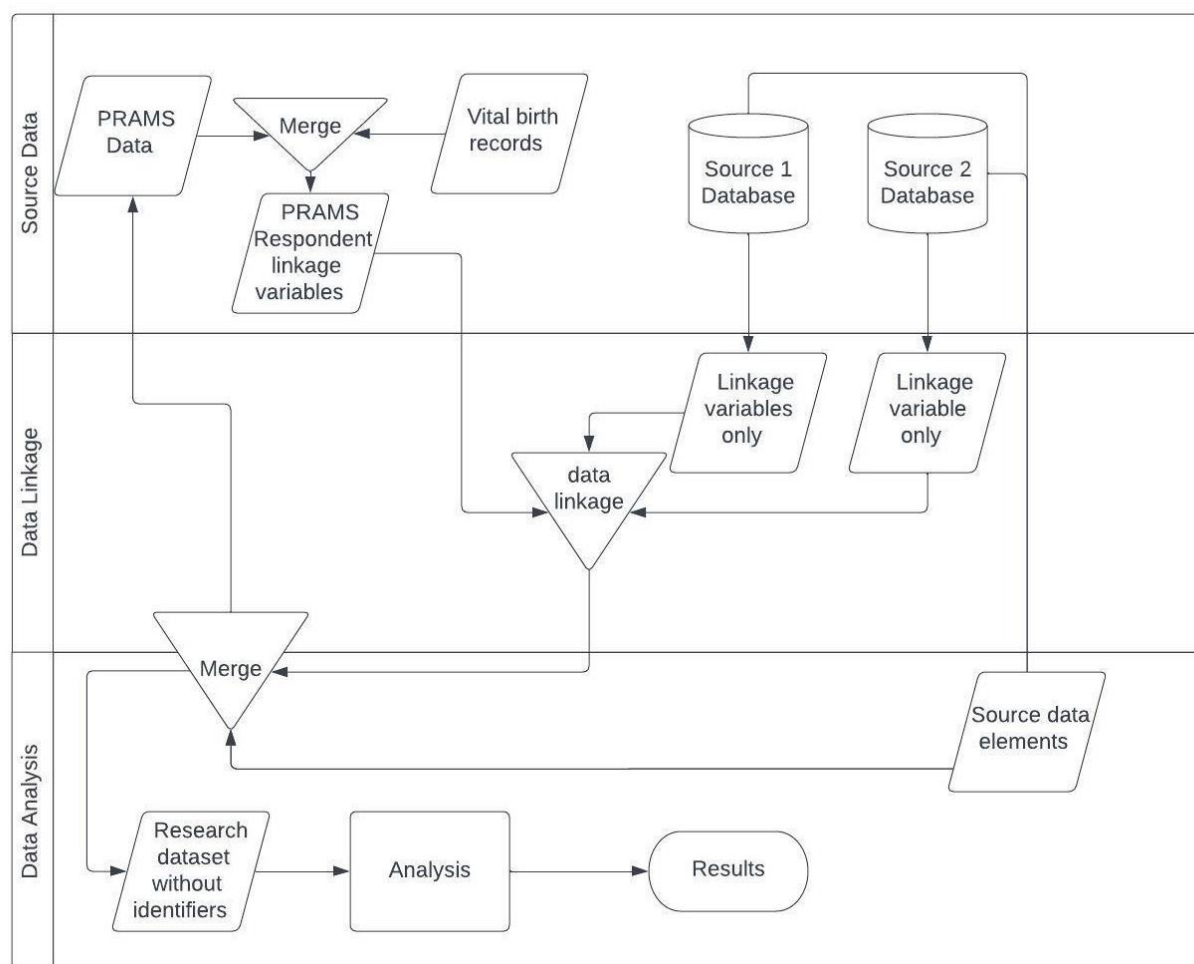 Source Data
PRAMS
Data
Merge
Vital birth
records
Source 1
Database
Source 2
Database
PRAMS
Respondent
linkage
variables
Data Linkage
Linkage
variables
only
Linkage
variable
only
data
linkage
Merge
Data Analysis
Source data
elements
Research
dataset
without
identifiers
Analysis
Results